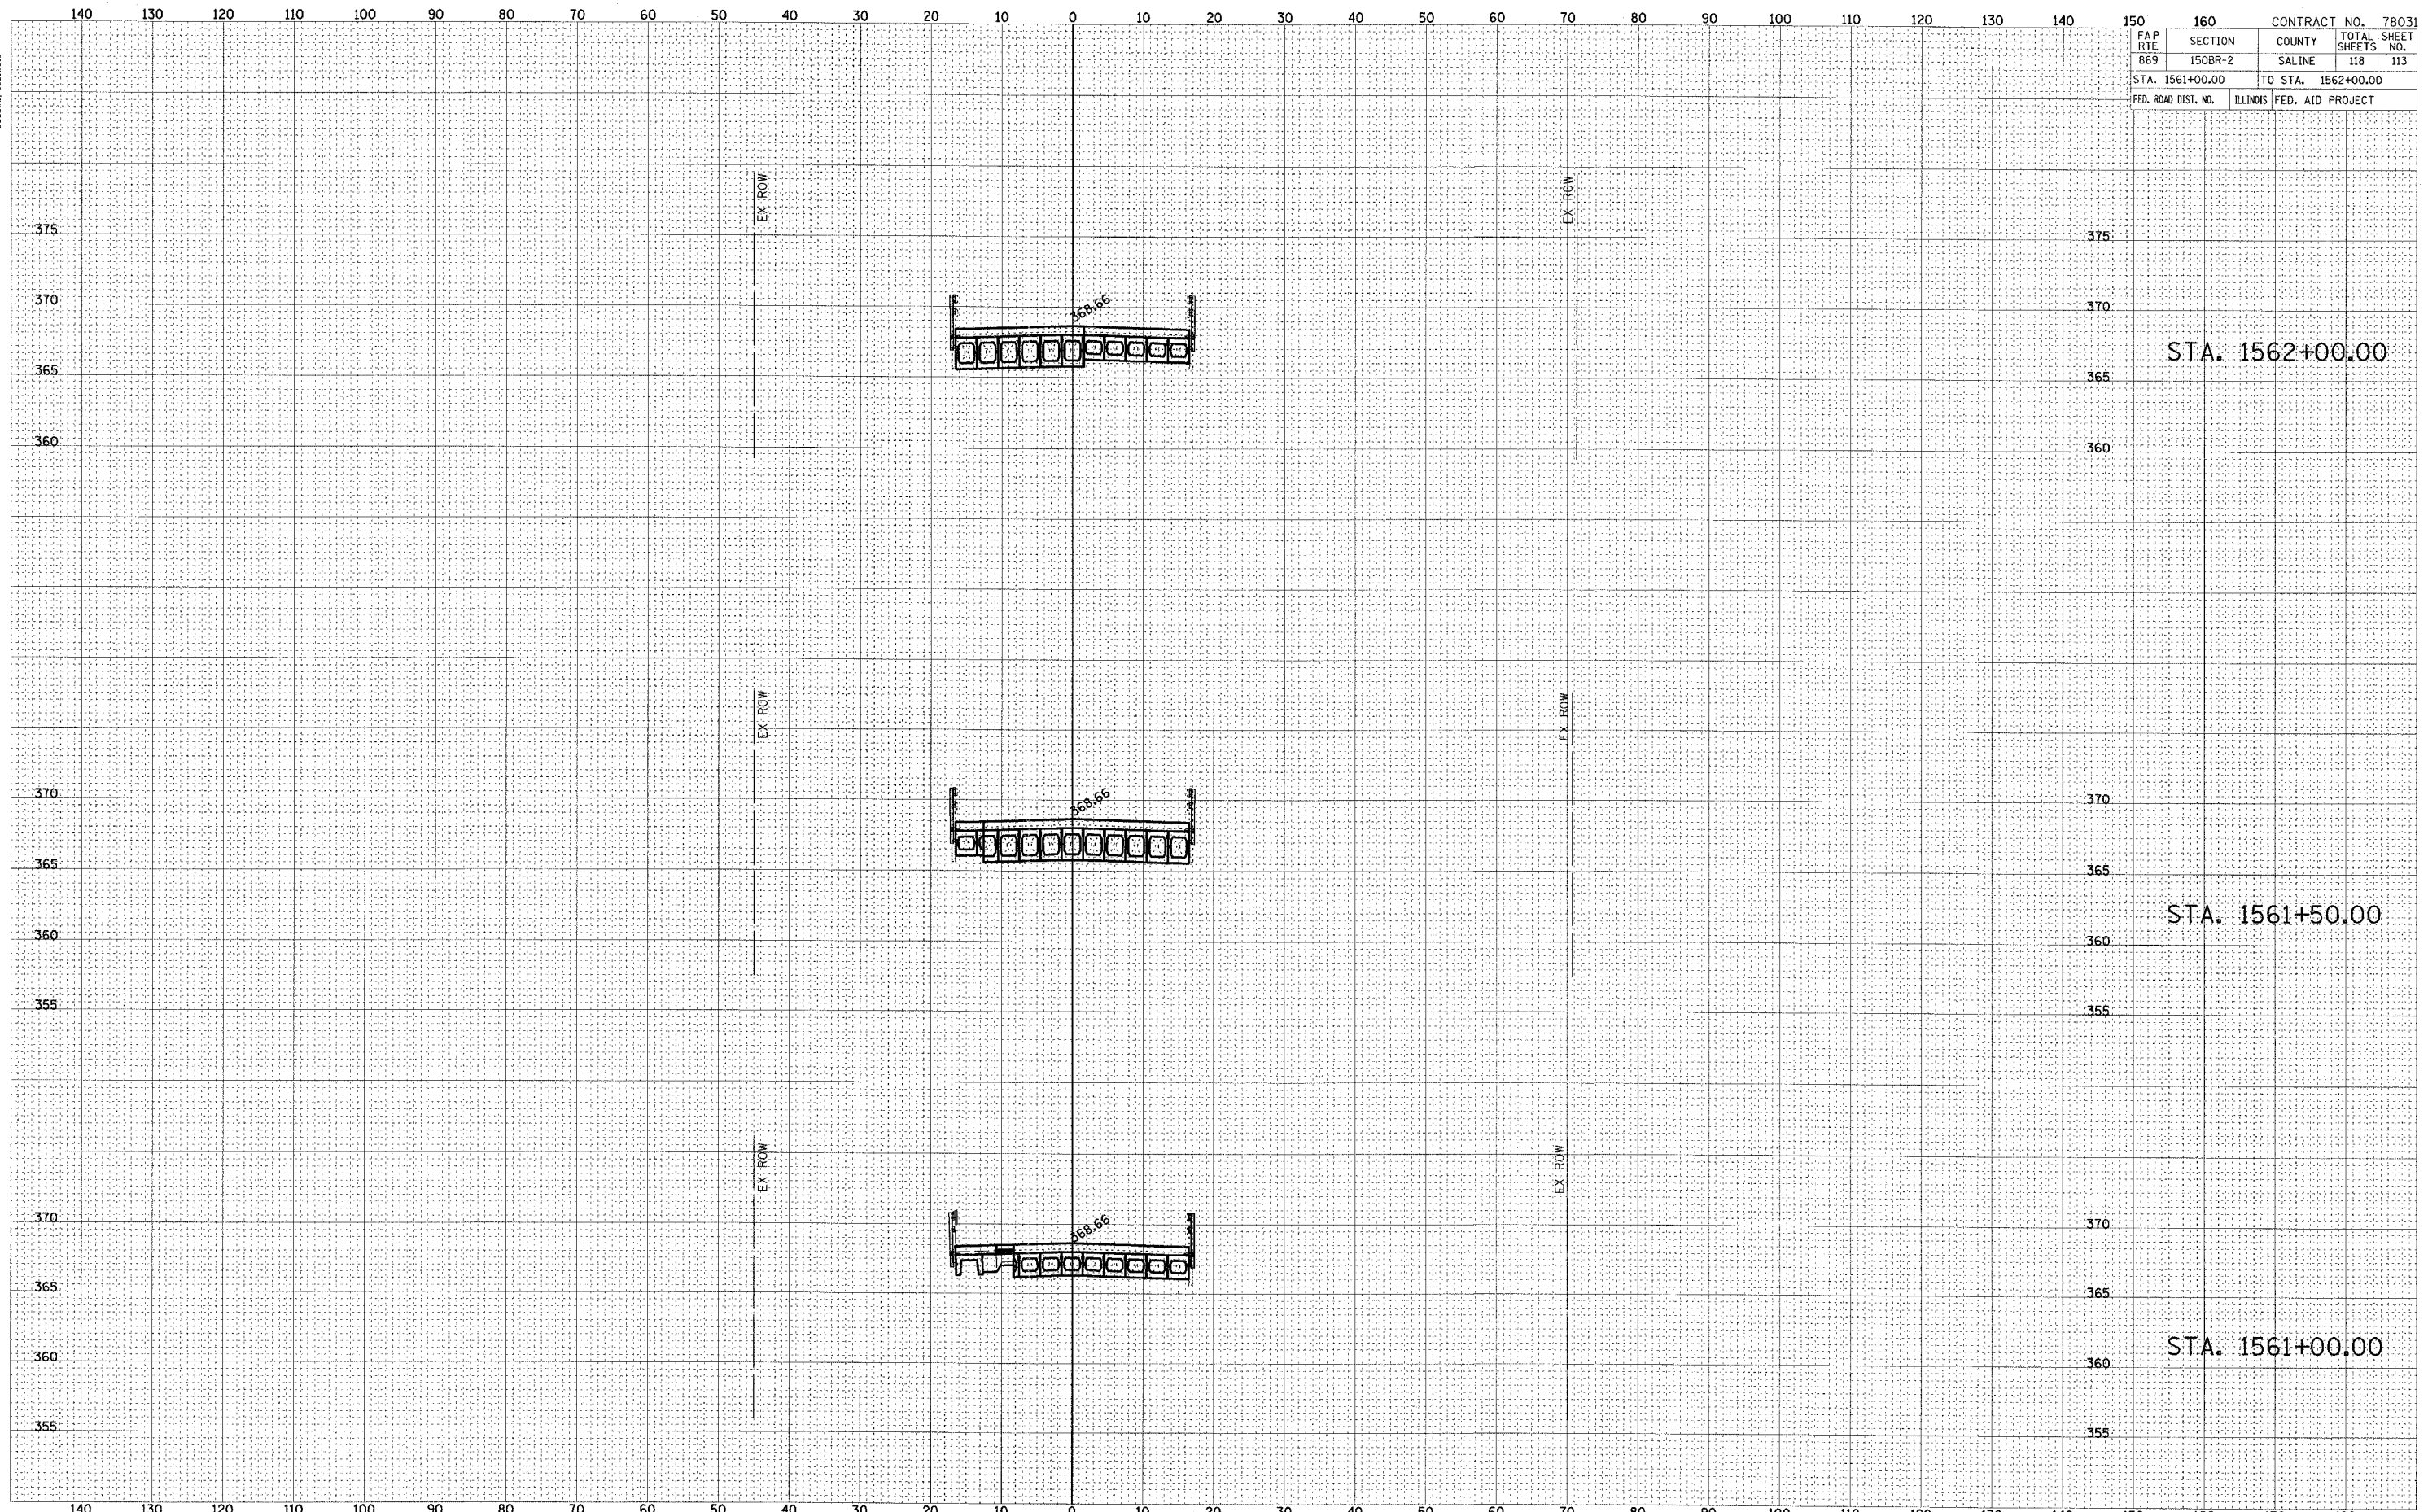 140 130 120 110 100 90 80 70 60 50 40 30 20 10 0 10 20 30 40 50 60 70 80 90 100 110 120 130 140 150 160
CONTRACT NO. 78031
FAP RTE SECTION COUNTY TOTAL SHEETS SHEET NO.
869 150BR-2 SALINE 118 113
STA. 1561+00.00 TO STA. 1562+00.00
FED. ROAD DIST. NO. ILLINOIS FED. AID PROJECT
EX ROW EX ROW
375 375
370 368.66 370
STA. 1562+00.00
365 365
360 360
EX ROW EX ROW
370 368.66 370
365 365
STA. 1561+50.00
360 360
355 355
EX ROW EX ROW
370 368.66 370
365 365
STA. 1561+00.00
360 360
355 355
140 130 120 110 100 90 80 70 60 50 40 30 20 10 0 10 20 30 40 50 60 70 80 90 100